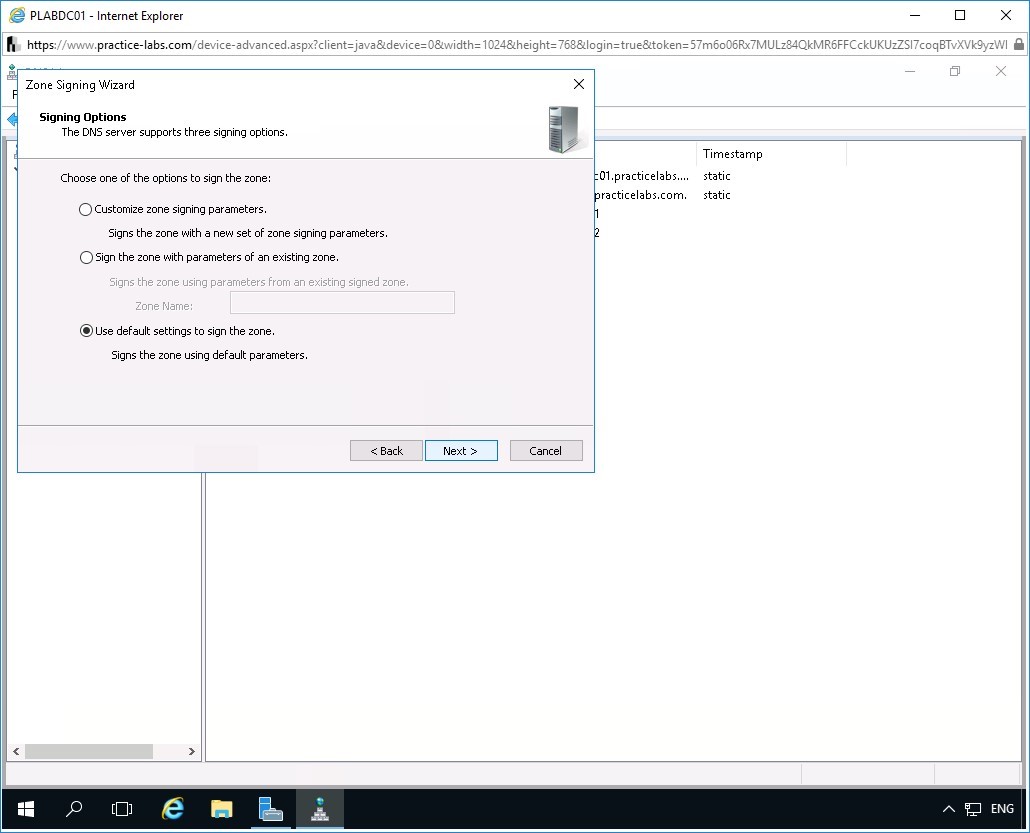 PLABDC01 - Internet Explorer
https://www.practice-labs.com/device-advanced.aspx?client=java&device=0&width=1024&height=768&login=true&token=57m6o06Rx7MULz84QkMR6FFCckUKUzZSI7coqBTvXVk9yzWl
Zone Signing Wizard
Signing Options
The DNS server supports three signing options.
Timestamp
Choose one of the options to sign the zone:
c01.practicelabs.... static
practicelabs.com. static
Customize zone signing parameters.
1
Signs the zone with a new set of zone signing parameters.
2
Sign the zone with parameters of an existing zone.
Signs the zone using parameters from an existing signed zone.
Zone Name:
Use default settings to sign the zone.
Signs the zone using default parameters.
< Back Next > Cancel
ENG